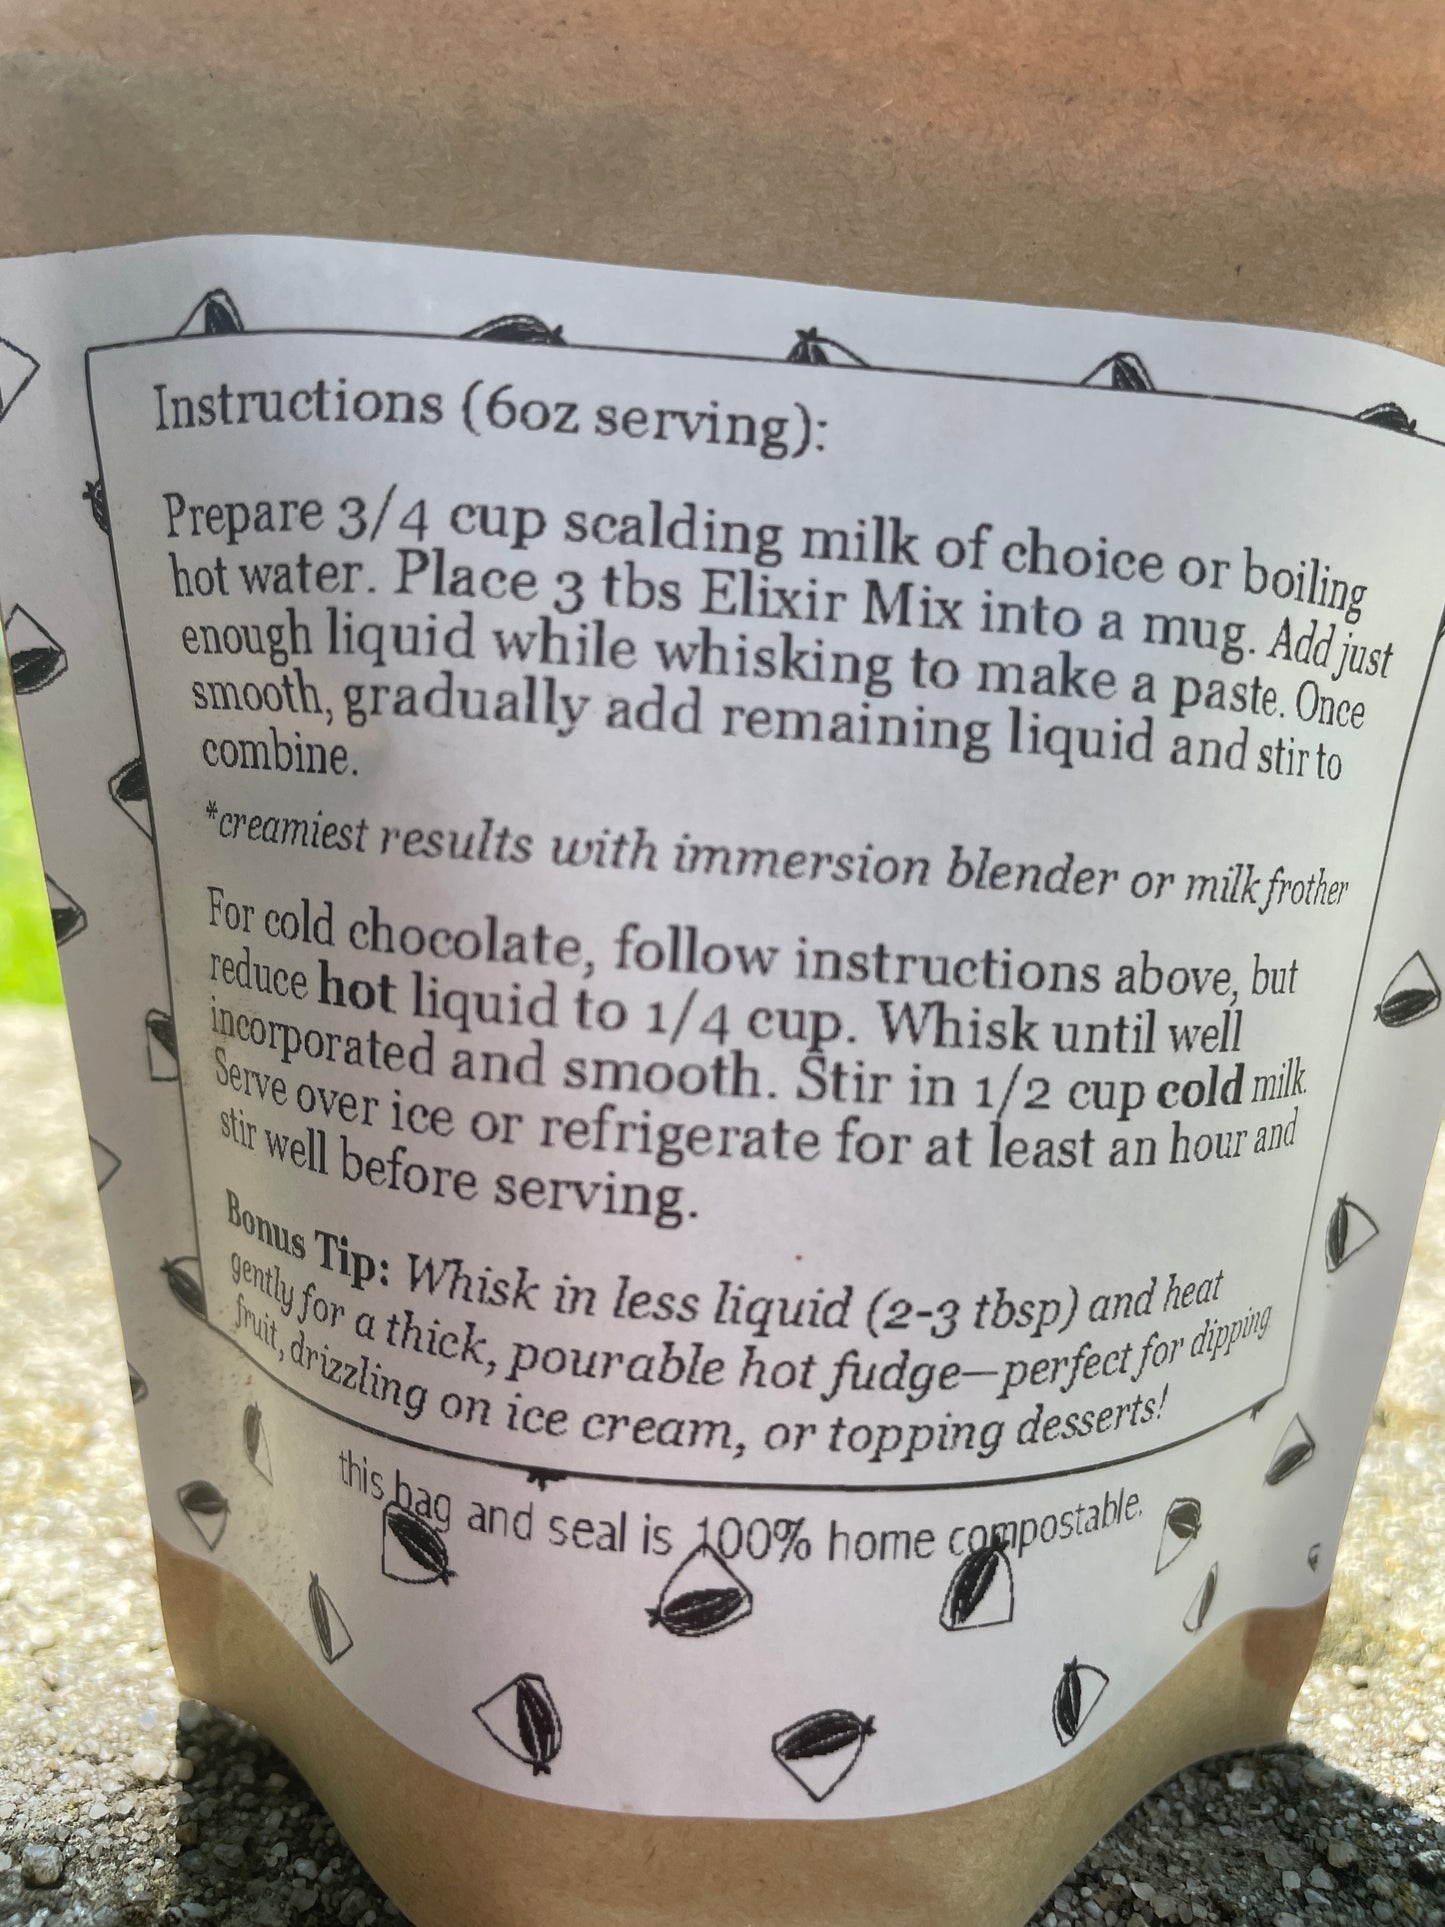 Instructions (6oz serving):
Prepare 3/4 cup scalding milk of choice or boiling
hot water. Place 3 tbs Elixir Mix into a mug. Add just
enough liquid while whisking to make a paste. Once
smooth, gradually add remaining liquid and stir to
combine.
*creamiest results with immersion blender or milk frother
For cold chocolate, follow instructions above, but
reduce hot liquid to 1/4 cup. Whisk until well
incorporated and smooth. Stir in 1/2 cup cold milk.
Serve over ice or refrigerate for at least an hour and
stir well before serving.
Bonus Tip: Whisk in less liquid (2-3 tbsp) and heat
gently for a thick, pourable hot fudge—perfect for dipping
fruit, drizzling on ice cream, or topping desserts!
this bag and seal is 100% home compostable.